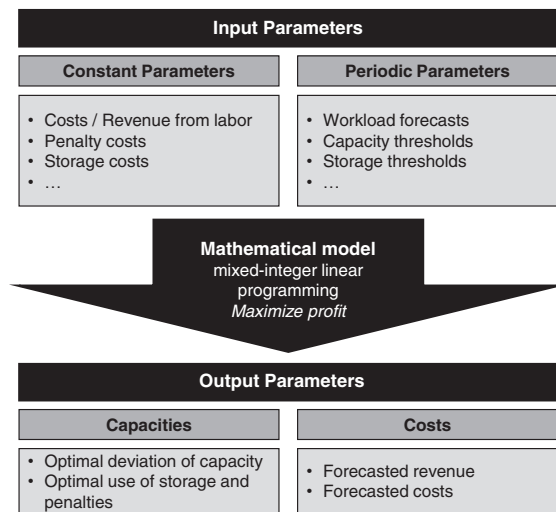 Input Parameters
Constant Parameters
• Costs / Revenue from labor
• Penalty costs
• Storage costs
• …
Periodic Parameters
• Workload forecasts
• Capacity thresholds
• Storage thresholds
• …
Mathematical model
mixed-integer linear
programming
Maximize profit
Output Parameters
Capacities
• Optimal deviation of capacity
• Optimal use of storage and
penalties
Costs
• Forecasted revenue
• Forecasted costs